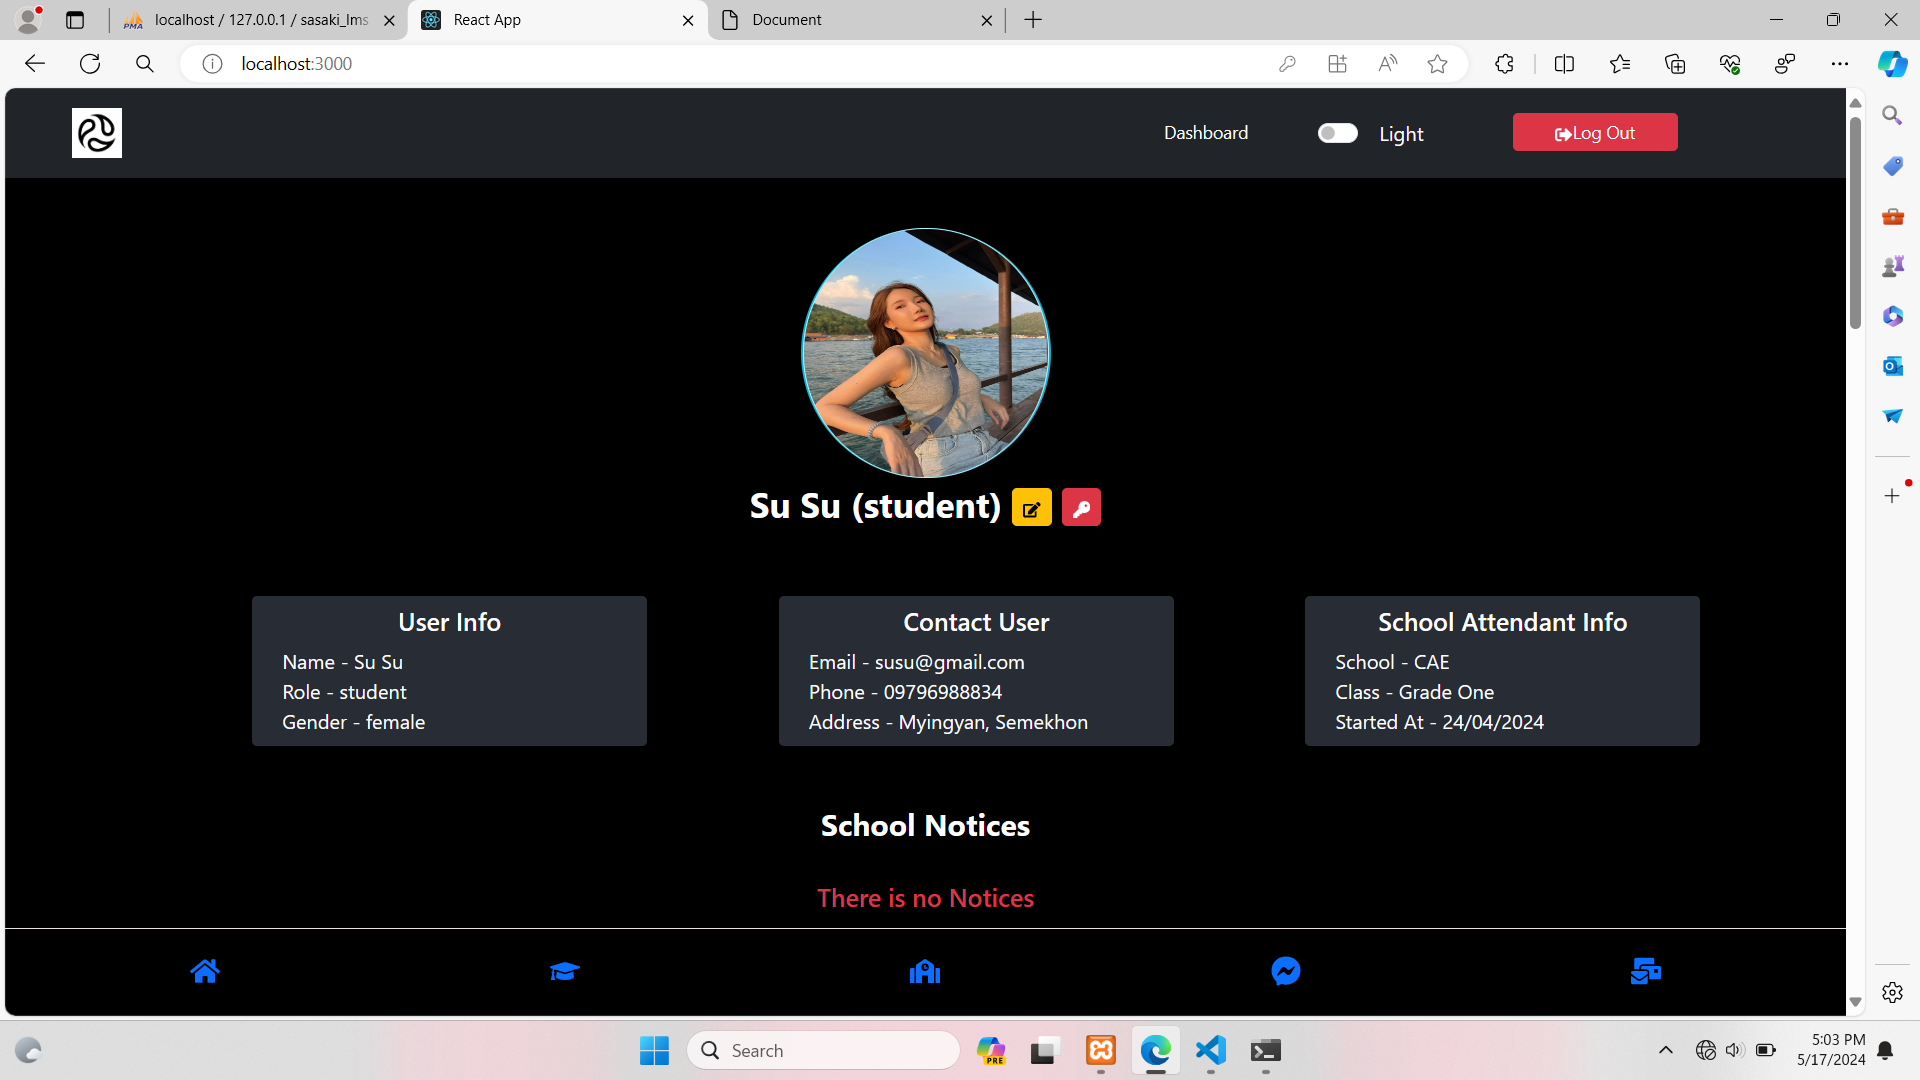 localhost / 127.0.0.1 / sasaki_lms
React App
Document
localhost:3000
Dashboard
Light
Log Out
Su Su (student)
User Info
Name - Su Su
Role - student
Gender - female
Contact User
Email - susu@gmail.com
Phone - 09796988834
Address - Myingyan, Semekhon
School Attendant Info
School - CAE
Class - Grade One
Started At - 24/04/2024
School Notices
There is no Notices
Search
PRE
5:03 PM
5/17/2024